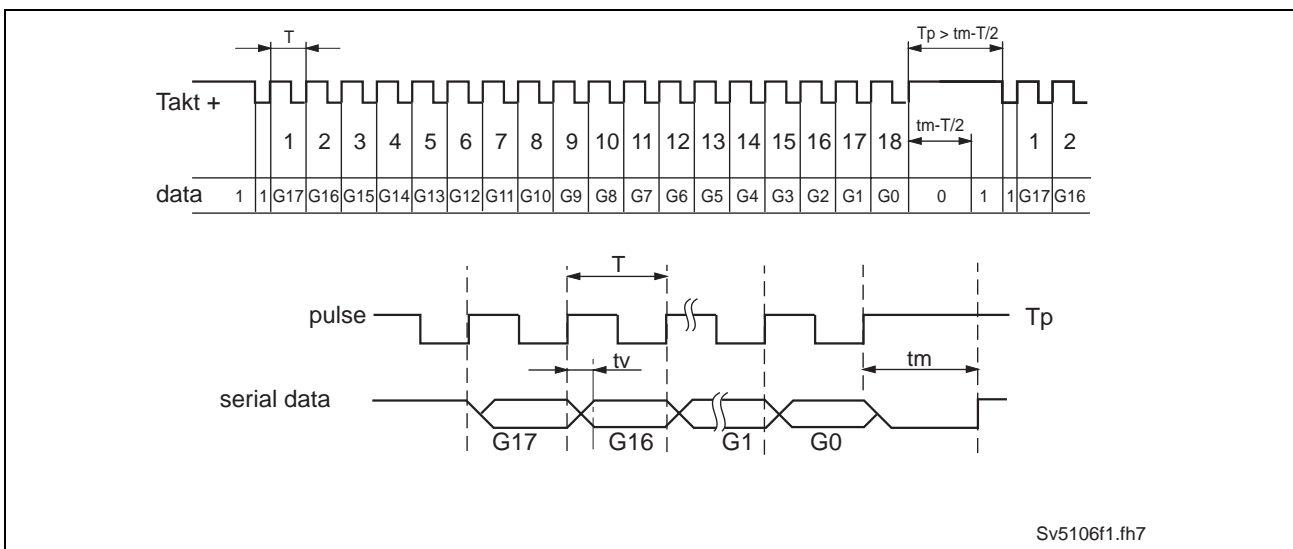 T
Tp > tm-T/2
Takt +
1 2 3 4 5 6 7 8 9 10 11 12 13 14 15 16 17 18 tm-T/2 1 2
data 1 1 G17 G16 G15 G14 G13 G12 G11 G10 G9 G8 G7 G6 G5 G4 G3 G2 G1 G0 0 1 1 G17 G16
T
pulse Tp
tv tm
serial data
G17 G16 G1 G0
Sv5106f1.fh7